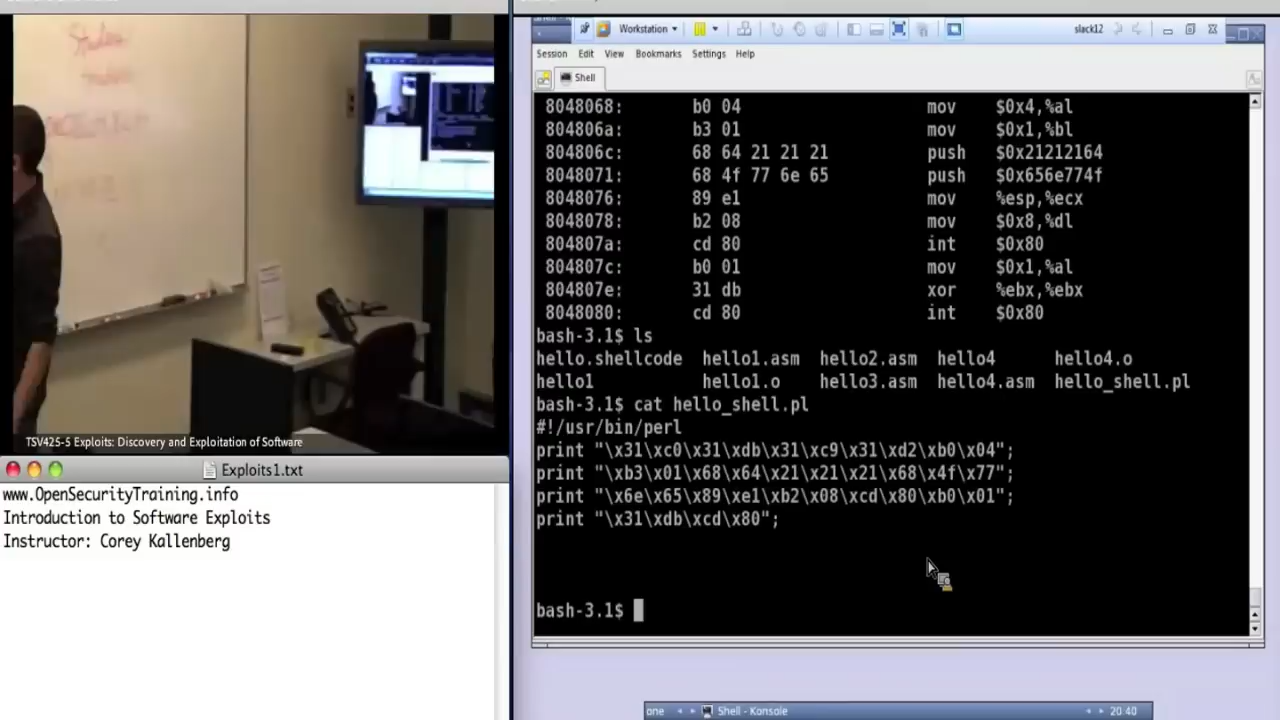 TSV425-5 Exploits: Discovery and Exploitation of Software
Exploits1.txt
www.OpenSecurityTraining.info
Introduction to Software Exploits
Instructor: Corey Kallenberg
Workstation
slack12
Session Edit View Bookmarks Settings Help
Shell
8048068: b0 04 mov $0x4,%al
804806a: b3 01 mov $0x1,%bl
804806c: 68 64 21 21 21 push $0x21212164
8048071: 68 4f 77 6e 65 push $0x656e774f
8048076: 89 e1 mov %esp,%ecx
8048078: b2 08 mov $0x8,%dl
804807a: cd 80 int $0x80
804807c: b0 01 mov $0x1,%al
804807e: 31 db xor %ebx,%ebx
8048080: cd 80 int $0x80
bash-3.1$ ls
hello.shellcode hello1.asm hello2.asm hello4 hello4.o
hello1 hello1.o hello3.asm hello4.asm hello_shell.pl
bash-3.1$ cat hello_shell.pl
#!/usr/bin/perl
print "\x31\xc0\x31\xdb\x31\xc9\x31\xd2\xb0\x04";
print "\xb3\x01\x68\x64\x21\x21\x21\x68\x4f\x77";
print "\x6e\x65\x89\xe1\xb2\x08\xcd\x80\xb0\x01";
print "\x31\xdb\xcd\x80";
bash-3.1$
one Shell - Konsole 20:40